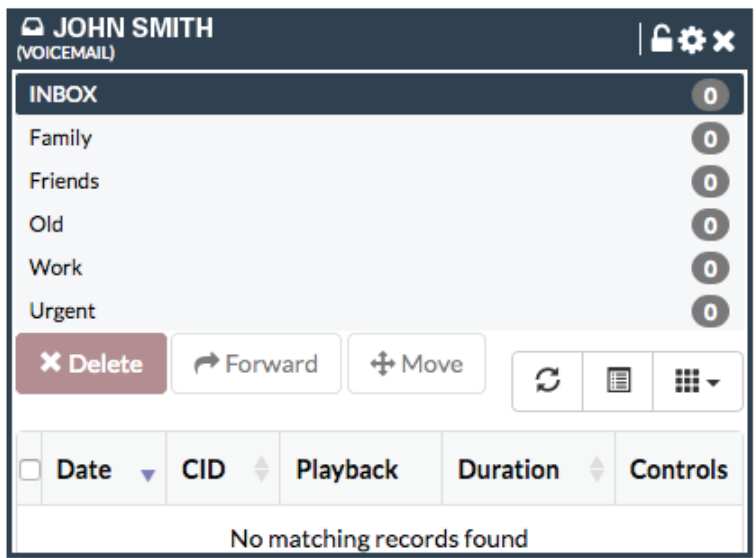 JOHN SMITH
(VOICEMAIL)
INBOX 0
Family 0
Friends 0
Old 0
Work 0
Urgent 0
Delete Forward Move
Date CID Playback Duration Controls
No matching records found